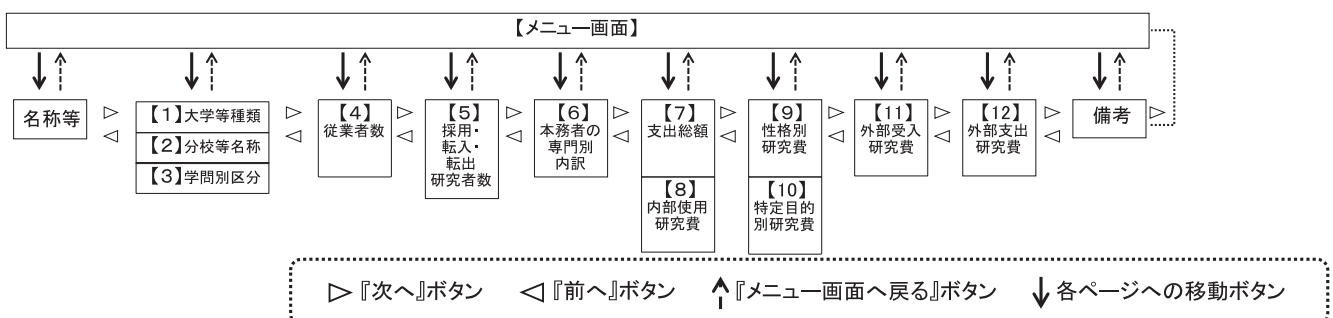 【メニュー画面】
名称等
【1】大学等種類
【2】分校等名称
【3】学問別区分
【4】
従業者数
【5】
採用・
転入・
転出
研究者数
【6】
本務者の
専門別
内訳
【7】
支出総額
【8】
内部使用
研究費
【9】
性格別
研究費
【10】
特定目的
別研究費
【11】
外部受入
研究費
【12】
外部支出
研究費
備考
▷『次へ』ボタン ◁『前へ』ボタン 『メニュー画面へ戻る』ボタン 各ページへの移動ボタン